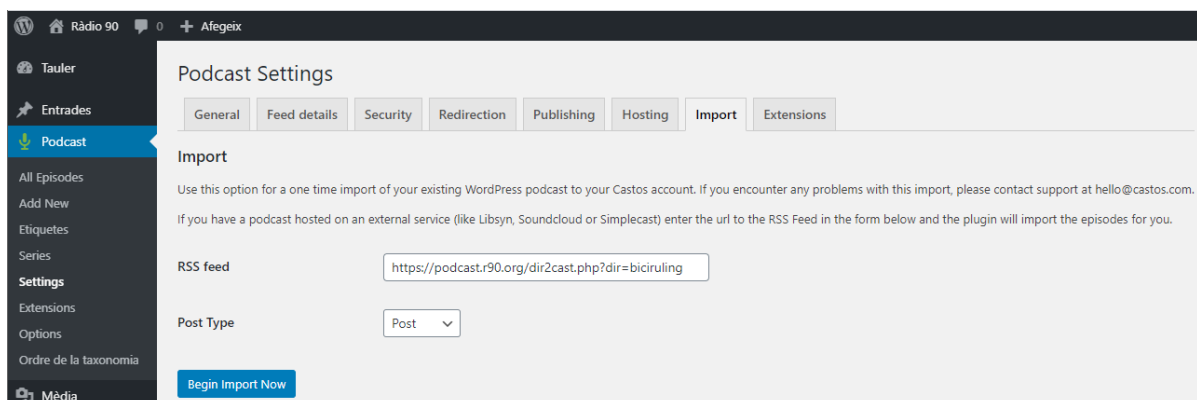 Ràdio 90 0 Afegeix
Tauler
Entrades
Podcast
All Episodes
Add New
Etiquetes
Series
Settings
Extensions
Options
Ordre de la taxonomia
Mèdia
Podcast Settings
General Feed details Security Redirection Publishing Hosting Import Extensions
Import
Use this option for a one time import of your existing WordPress podcast to your Castos account. If you encounter any problems with this import, please contact support at hello@castos.com.
If you have a podcast hosted on an external service (like Libsyn, Soundcloud or Simplecast) enter the url to the RSS Feed in the form below and the plugin will import the episodes for you.
RSS feed https://podcast.r90.org/dir2cast.php?dir=biciruling
Post Type Post
Begin Import Now